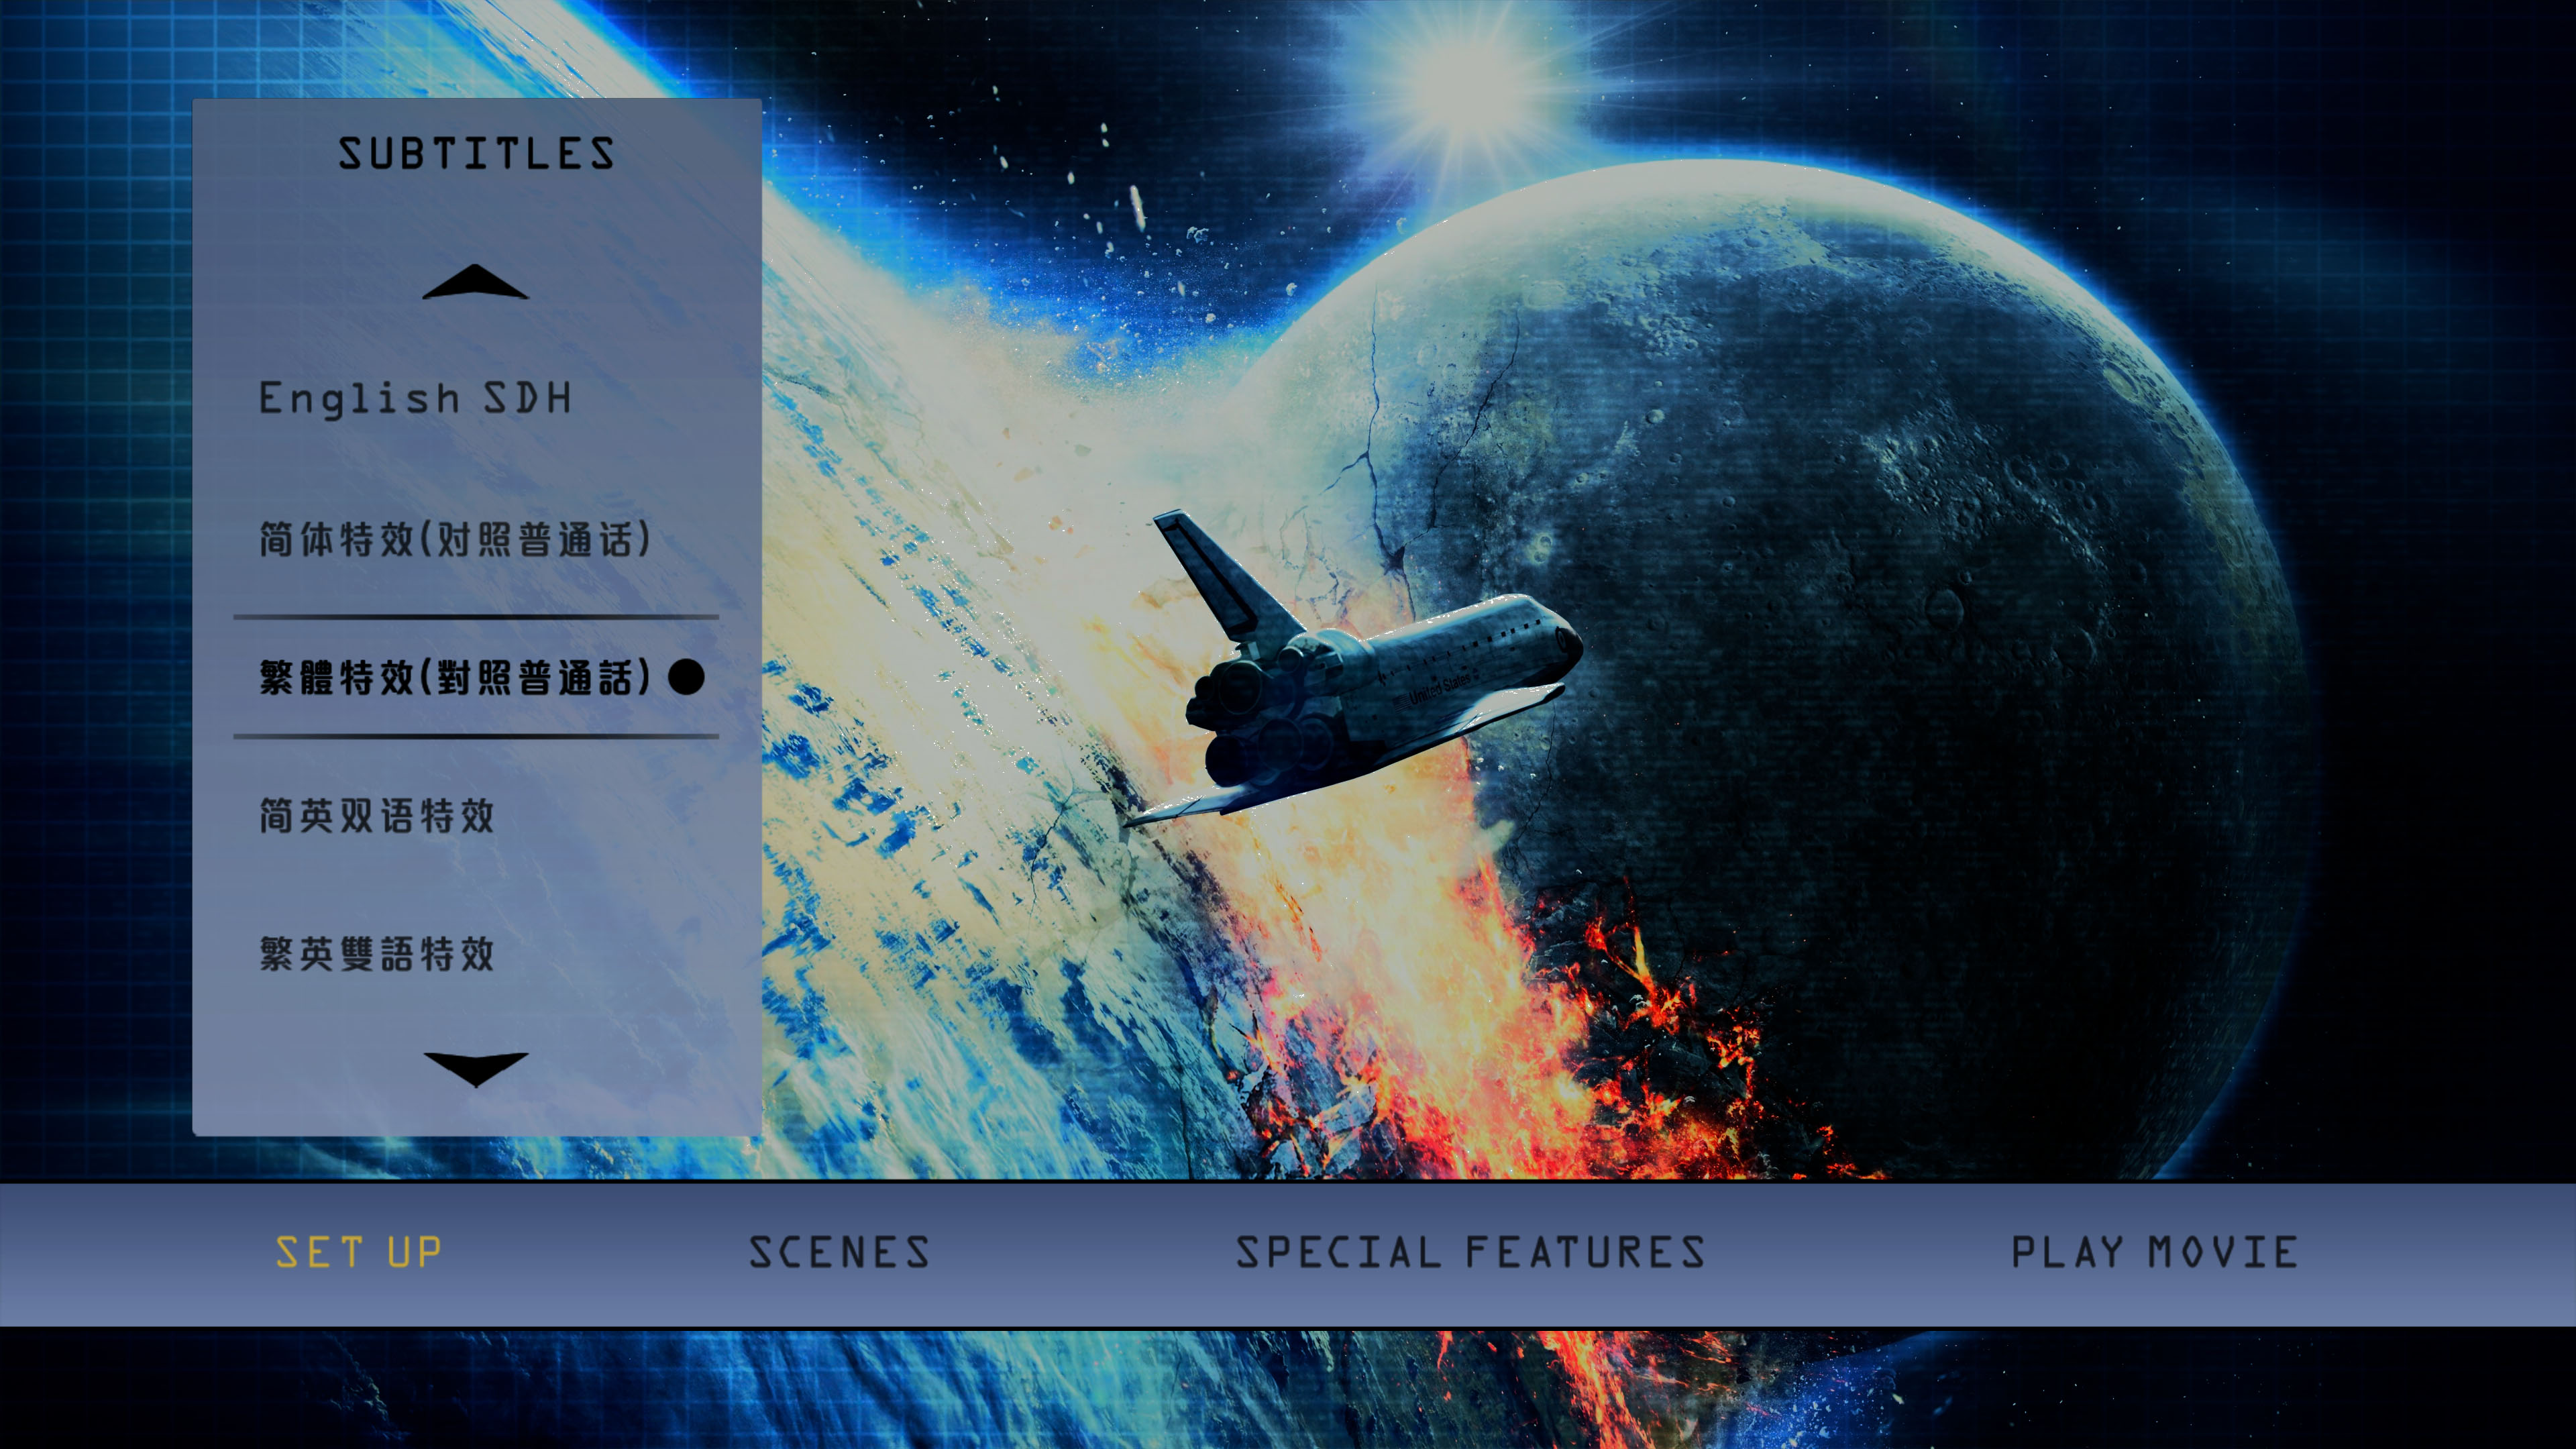 SUBTITLES
English SDH
简体特效(对照普通话)
繁體特效(對照普通話)
简英双语特效
繁英雙語特效
United States
SET UP
SCENES
SPECIAL FEATURES
PLAY MOVIE